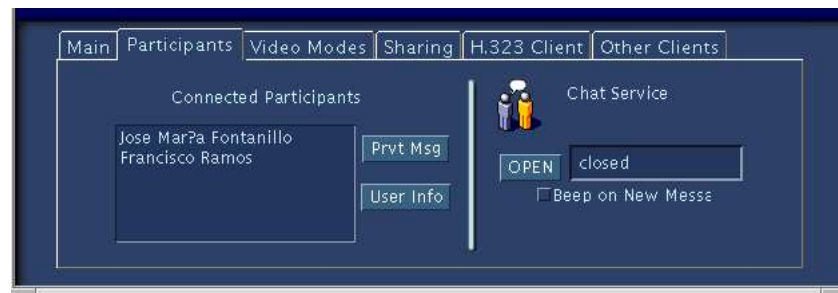 Main Participants Video Modes Sharing H.323 Client Other Clients
Connected Participants
Jose Mar?a Fontanillo
Francisco Ramos
Prvt Msg
User Info
Chat Service
OPEN closed
Beep on New Messa